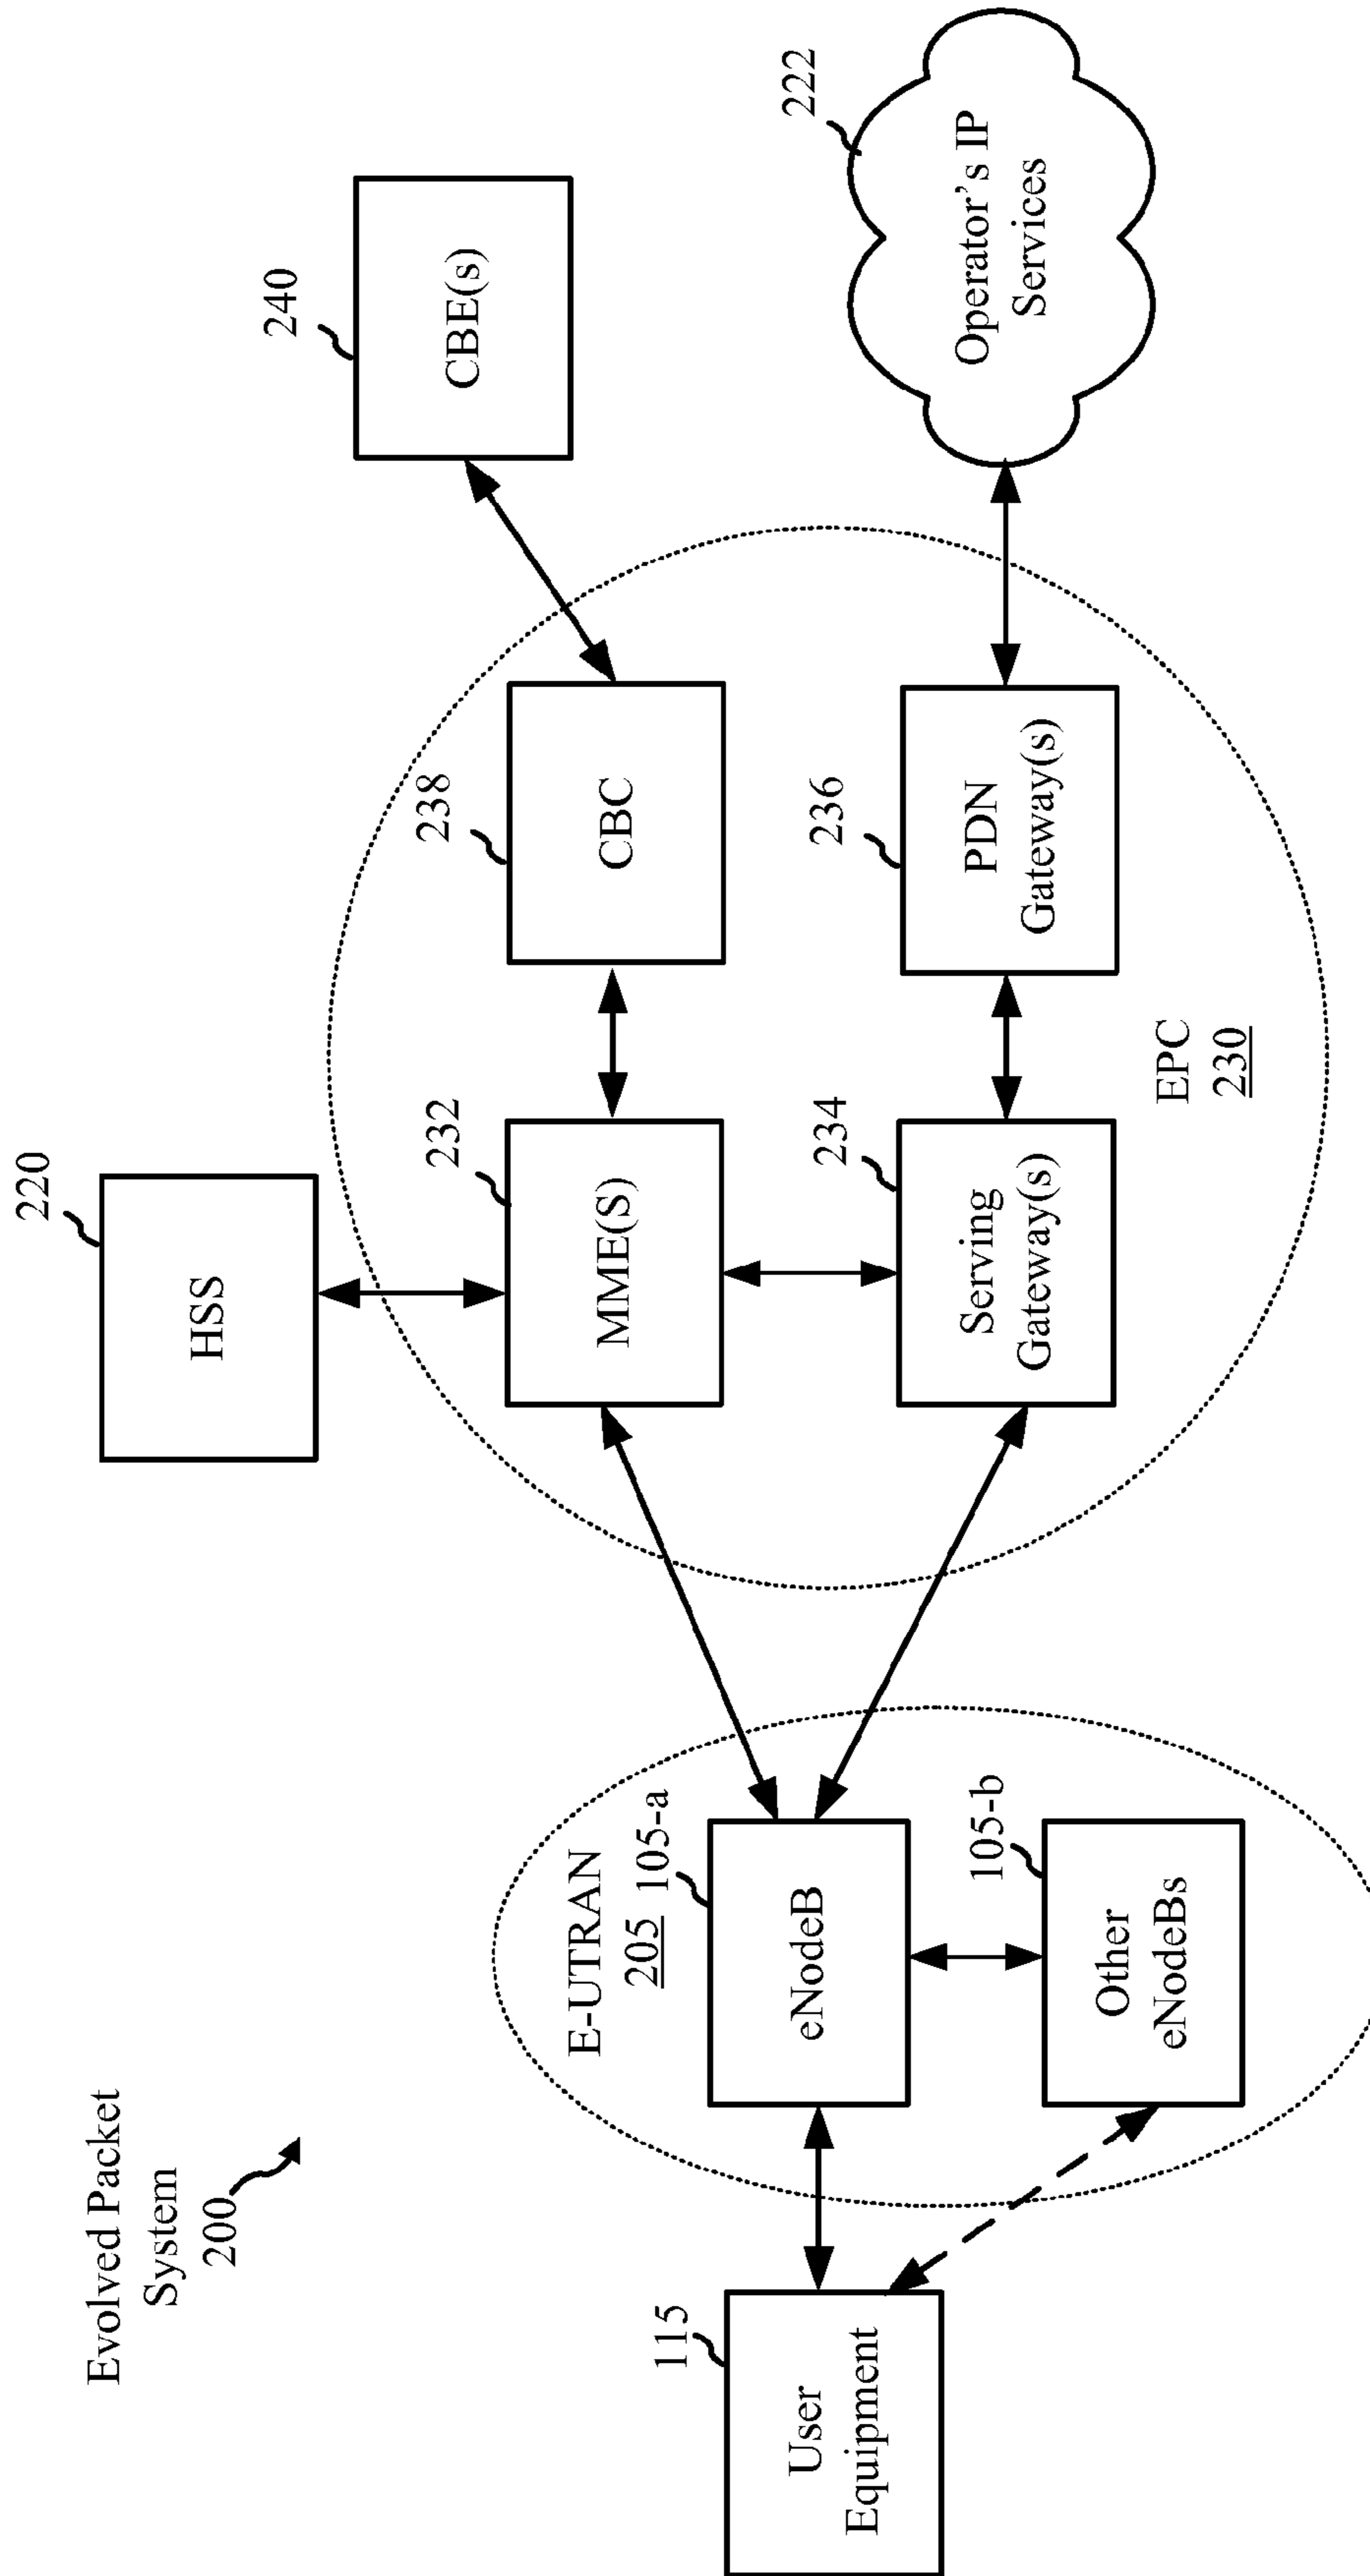 Evolved Packet
System
200
220
HSS
240
CBE(s)
222
Operator's IP
Services
232
MME(S)
238
CBC
234
Serving
Gateway(s)
236
PDN
Gateway(s)
EPC
230
E-UTRAN
205
105-a
eNodeB
105-b
Other
eNodeBs
115
User
Equipment